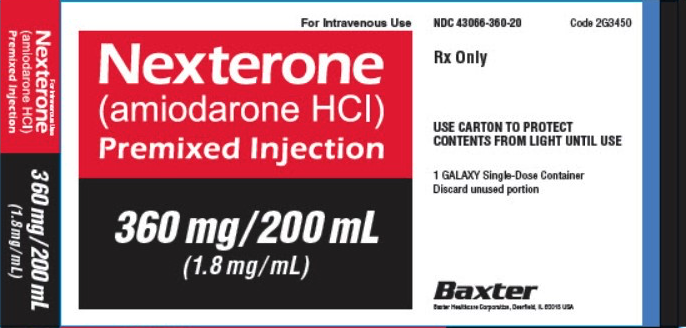 For Intravenous Use
Nexterone
(amiodarone HCl)
Premixed Injection
360 mg/200 mL
(1.8 mg/mL)
For Intravenous Use
Nexterone
(amiodarone HCl)
Premixed Injection
360 mg/200 mL
(1.8 mg/mL)
NDC 43066-360-20
Code 2G3450
Rx Only
USE CARTON TO PROTECT
CONTENTS FROM LIGHT UNTIL USE
1 GALAXY Single-Dose Container
Discard unused portion
Baxter
Baxter Healthcare Corporation, Deerfield, IL 60015 USA